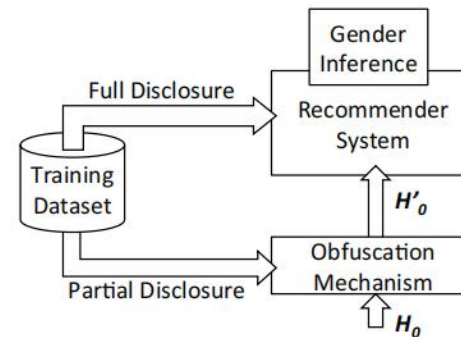 Gender
Inference
Full Disclosure
Recommender
System
Training
Dataset
H'₀
Obfuscation
Mechanism
Partial Disclosure
H₀